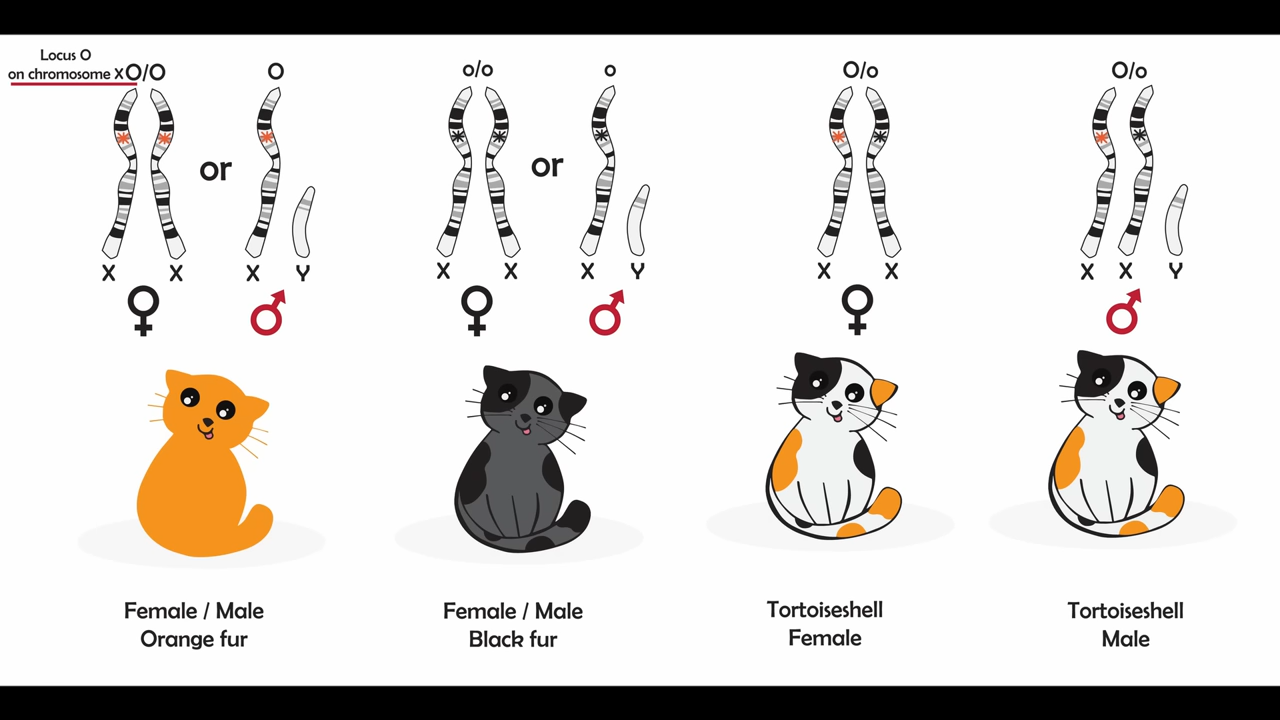 Locus O
on chromosome X
O/O
O
o/o
o
O/o
O/o
or
or
X X X Y
X X X Y
X X
X X Y
Female / Male
Orange fur
Female / Male
Black fur
Tortoiseshell
Female
Tortoiseshell
Male